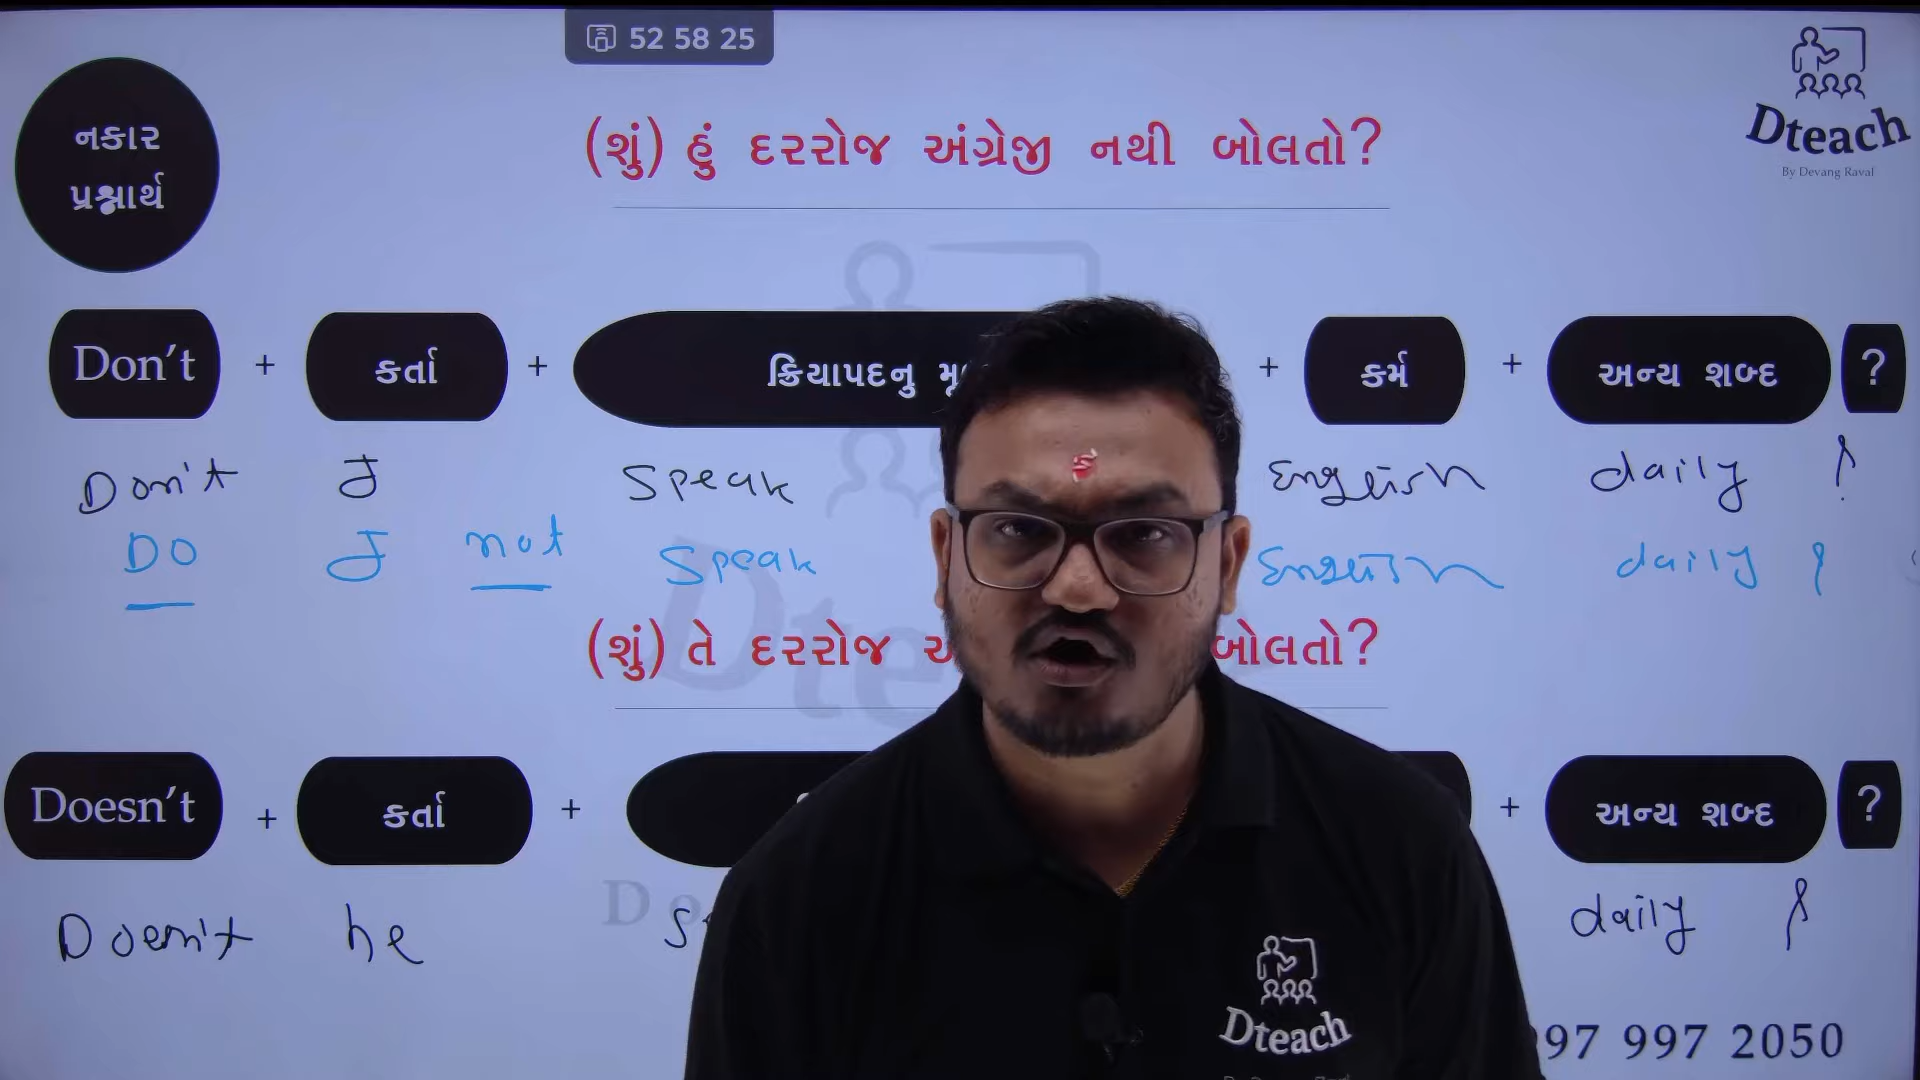 52 58 25
નકાર
પ્રશ્નાર્થ
(શું) હું દરરોજ અંગ્રેજી નથી બોલતો?
Dteach
By Devang Raval
Don't + કર્તા + ક્રિયાપદનુ + કર્મ + અન્ય શબ્દ ?
Don't I Speak English daily ?
Do I not Speak English daily ?
(શું) તે દરરોજ બોલતો?
Doesn't + કર્તા + + અન્ય શબ્દ ?
Doesn't he daily ?
Dteach
97 997 2050